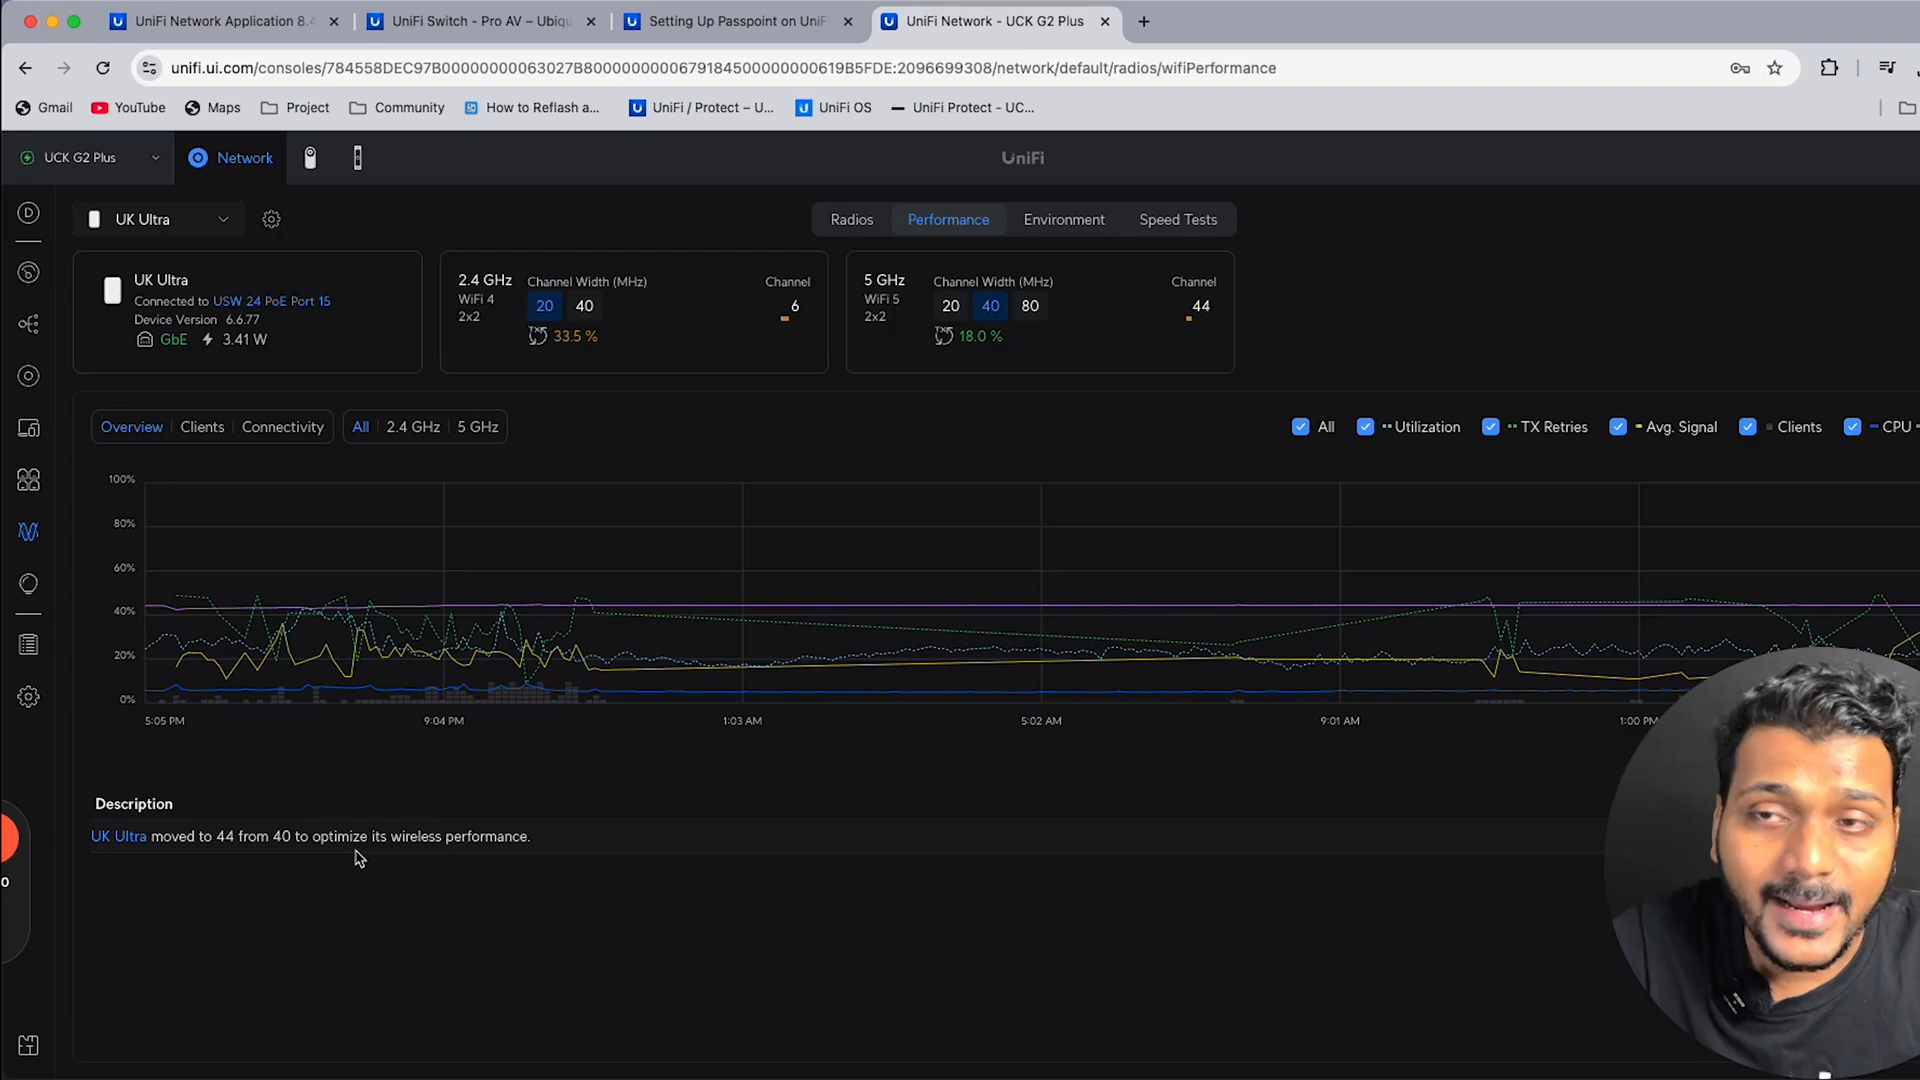 UniFi Network Application 8.4
UniFi Switch - Pro AV – Ubiqu
Setting Up Passpoint on UniF
UniFi Network - UCK G2 Plus
unifi.ui.com/consoles/784558DEC97B00000000063027B8000000000679184500000000619B5FDE:2096699308/network/default/radios/wifiPerformance
Gmail
YouTube
Maps
Project
Community
How to Reflash a...
UniFi / Protect – U...
UniFi OS
UniFi Protect - UC...
UCK G2 Plus
Network
UniFi
UK Ultra
Radios
Performance
Environment
Speed Tests
UK Ultra
Connected to USW 24 PoE Port 15
Device Version 6.6.77
GbE 3.41 W
2.4 GHz
WiFi 4
2x2
Channel Width (MHz)
20 40
33.5 %
Channel
6
5 GHz
WiFi 5
2x2
Channel Width (MHz)
20 40 80
18.0 %
Channel
44
Overview Clients Connectivity
All 2.4 GHz 5 GHz
All
Utilization
TX Retries
Avg. Signal
Clients
CPU
100%
80%
60%
40%
20%
0%
5:05 PM
9:04 PM
1:03 AM
5:02 AM
9:01 AM
1:00 PM
Description
UK Ultra moved to 44 from 40 to optimize its wireless performance.